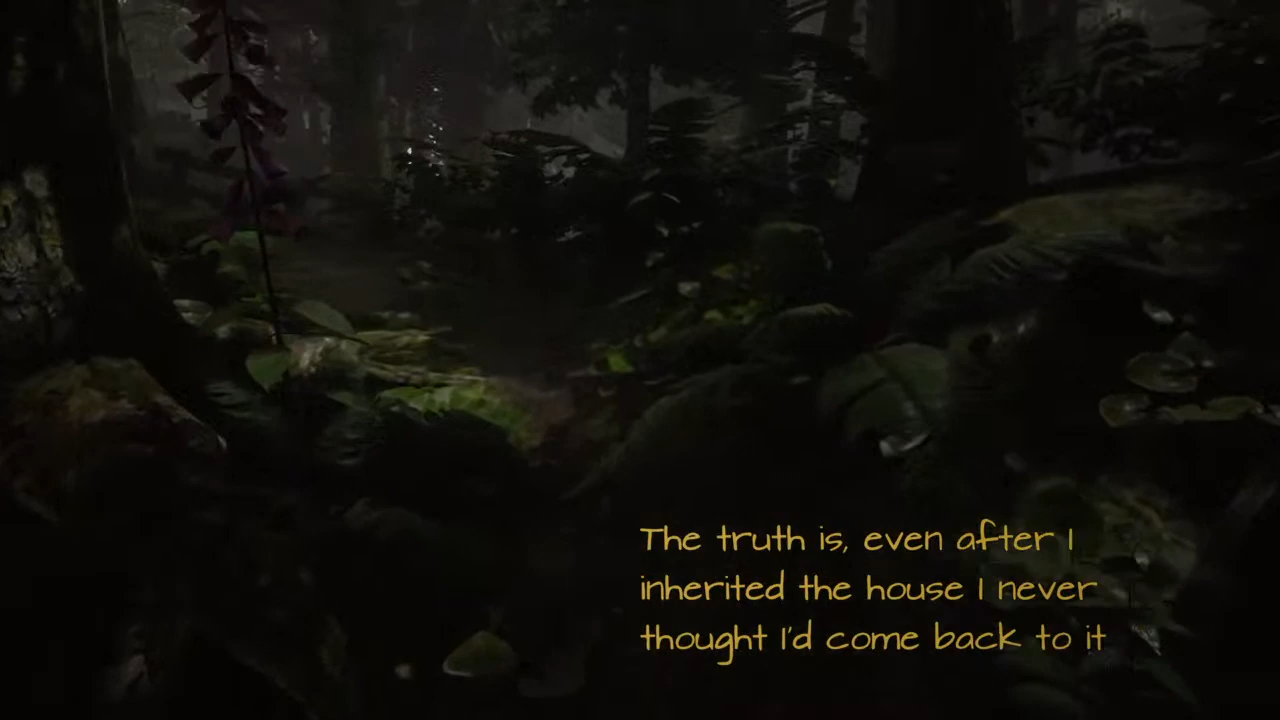 The truth is, even after I
inherited the house I never
thought I'd come back to it